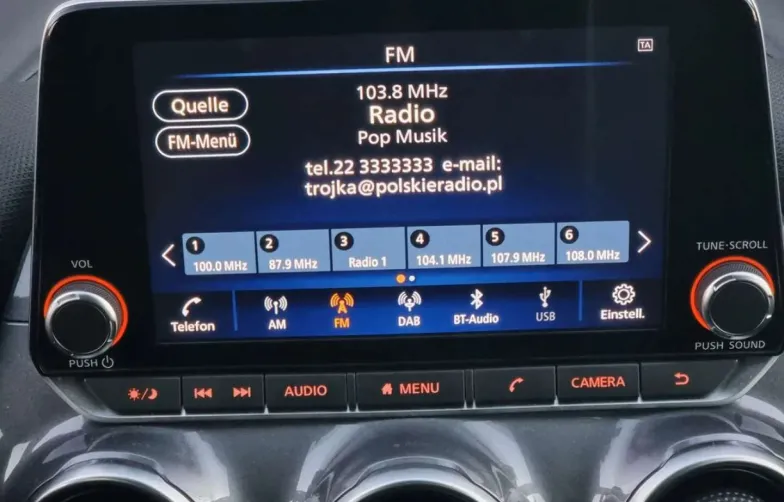 FM
TA
103.8 MHz
Quelle
Radio
Pop Musik
FM-Menü
tel.22 3333333 e-mail:
trojka@polskieradio.pl
1 2 3 4 5 6
100.0 MHz 87.9 MHz Radio 1 104.1 MHz 107.9 MHz 108.0 MHz
VOL
TUNE·SCROLL
Telefon AM FM DAB BT-Audio USB Einstell.
PUSH
PUSH SOUND
AUDIO MENU CAMERA